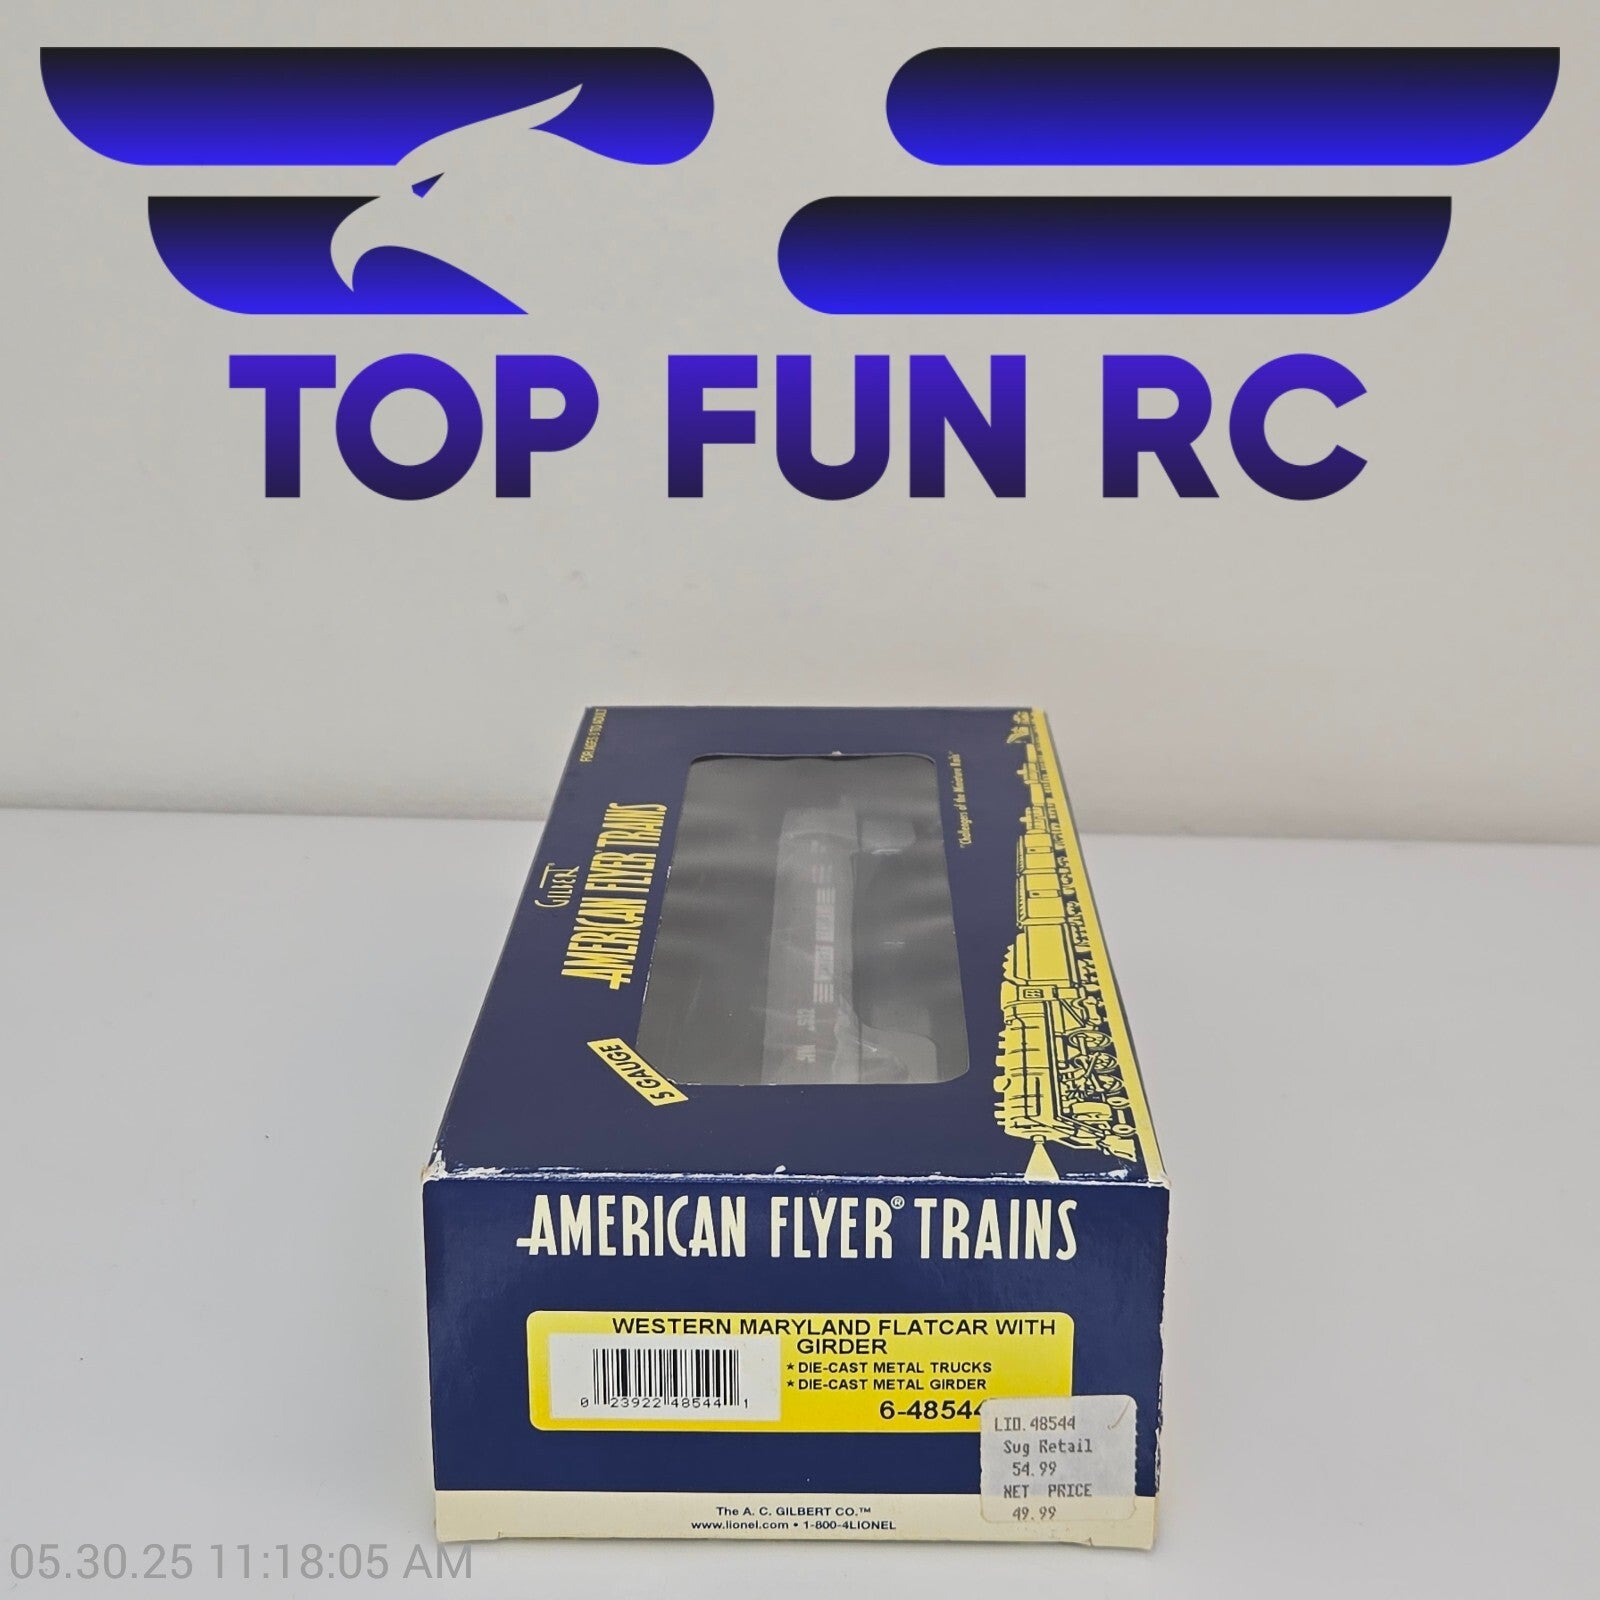 TOP FUN RC
FOR AGES 8 TO ADULT
GILBERT
AMERICAN FLYER TRAINS
S GAUGE
"Challengers of the Miniature Rails"
AMERICAN FLYER® TRAINS
WESTERN MARYLAND FLATCAR WITH
GIRDER
* DIE-CAST METAL TRUCKS
* DIE-CAST METAL GIRDER
0 23922 48544 1
6-48544
LIO. 48544
Sug Retail
54.99
NET PRICE
49.99
The A. C. GILBERT CO.™
www.lionel.com • 1-800-4LIONEL
05.30.25 11:18:05 AM